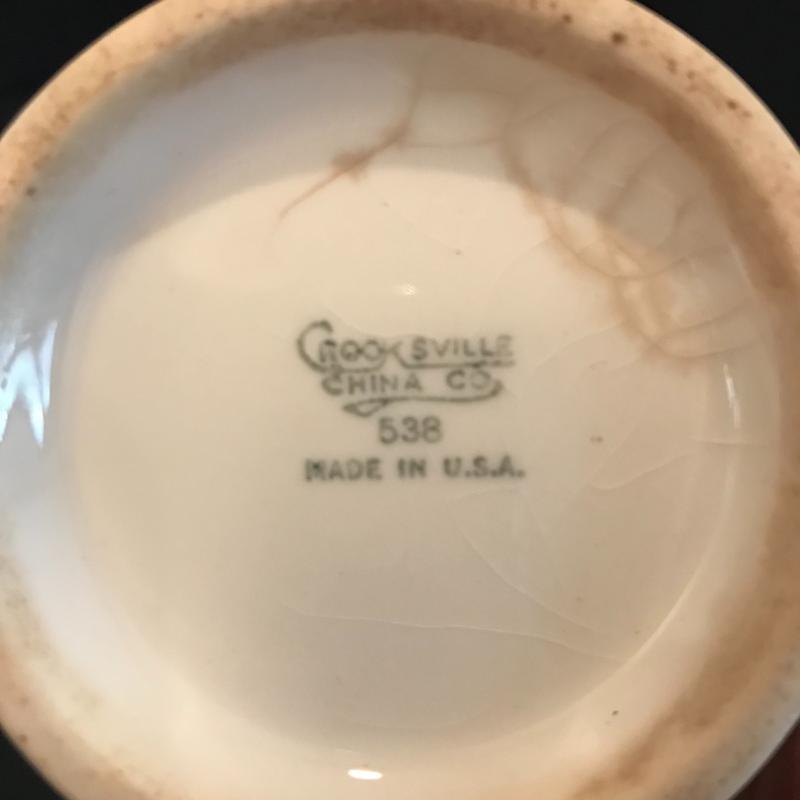 CROOKSVILLE
CHINA CO.
538
MADE IN U.S.A.